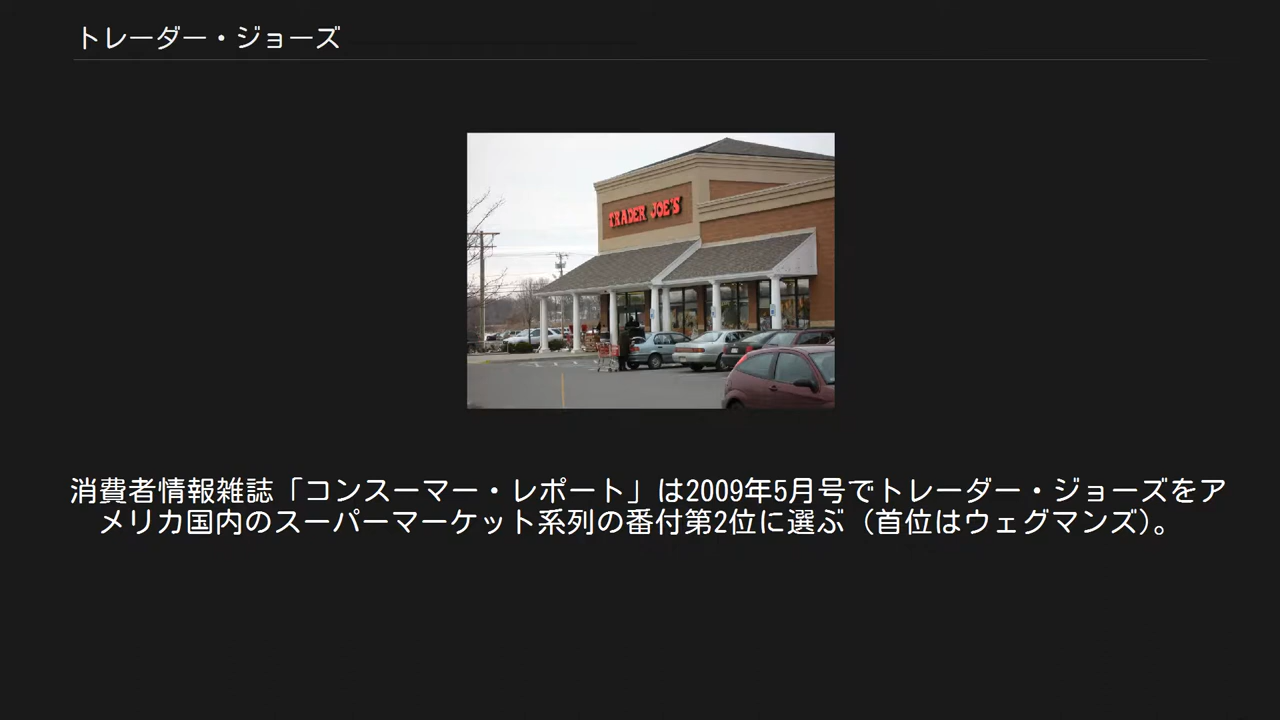 トレーダー・ジョーズ
TRADER JOE'S
消費者情報雑誌「コンスーマー・レポート」は2009年5月号でトレーダー・ジョーズをア
メリカ国内のスーパーマーケット系列の番付第2位に選ぶ（首位はウェグマンズ）。